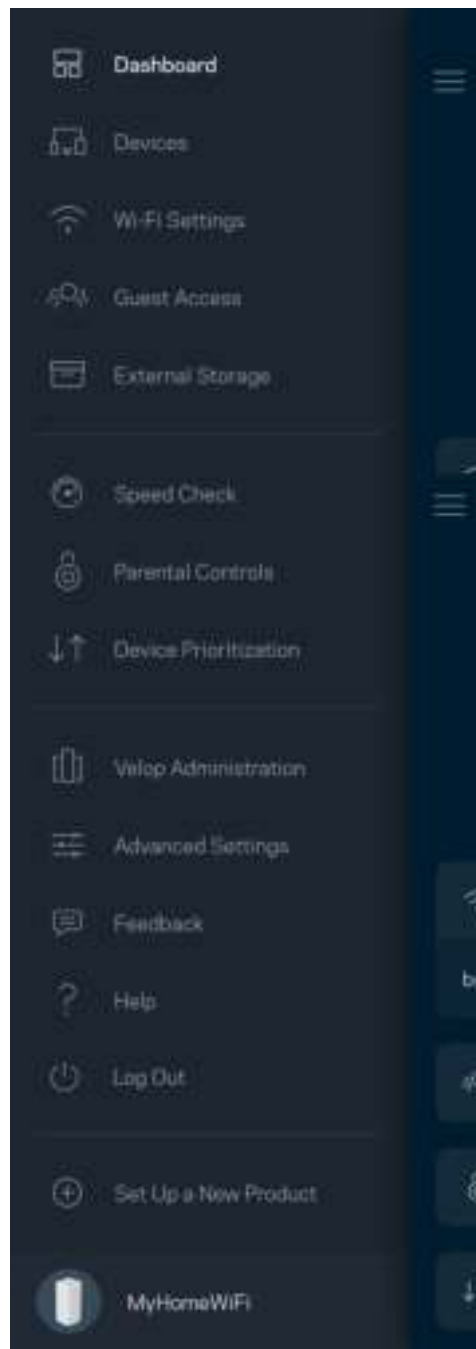 Dashboard
Devices
Wi-Fi Settings
Guest Access
External Storage
Speed Check
Parental Controls
Device Prioritization
Velop Administration
Advanced Settings
Feedback
Help
Log Out
Set Up a New Product
MyHomeWiFi